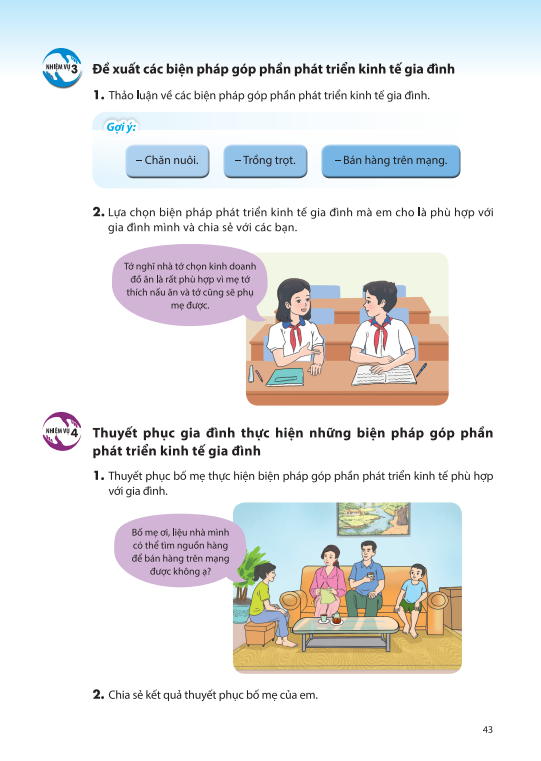 NHIỆM VỤ 3
Đề xuất các biện pháp góp phần phát triển kinh tế gia đình
1. Thảo luận về các biện pháp góp phần phát triển kinh tế gia đình.
Gợi ý:
– Chăn nuôi.
– Trồng trọt.
– Bán hàng trên mạng.
2. Lựa chọn biện pháp phát triển kinh tế gia đình mà em cho là phù hợp với
gia đình mình và chia sẻ với các bạn.
Tớ nghĩ nhà tớ chọn kinh doanh
đồ ăn là rất phù hợp vì mẹ tớ
thích nấu ăn và tớ cũng sẽ phụ
mẹ được.
NHIỆM VỤ 4
Thuyết phục gia đình thực hiện những biện pháp góp phần
phát triển kinh tế gia đình
1. Thuyết phục bố mẹ thực hiện biện pháp góp phần phát triển kinh tế phù hợp
với gia đình.
Bố mẹ ơi, liệu nhà mình
có thể tìm nguồn hàng
để bán hàng trên mạng
được không ạ?
2. Chia sẻ kết quả thuyết phục bố mẹ của em.
43